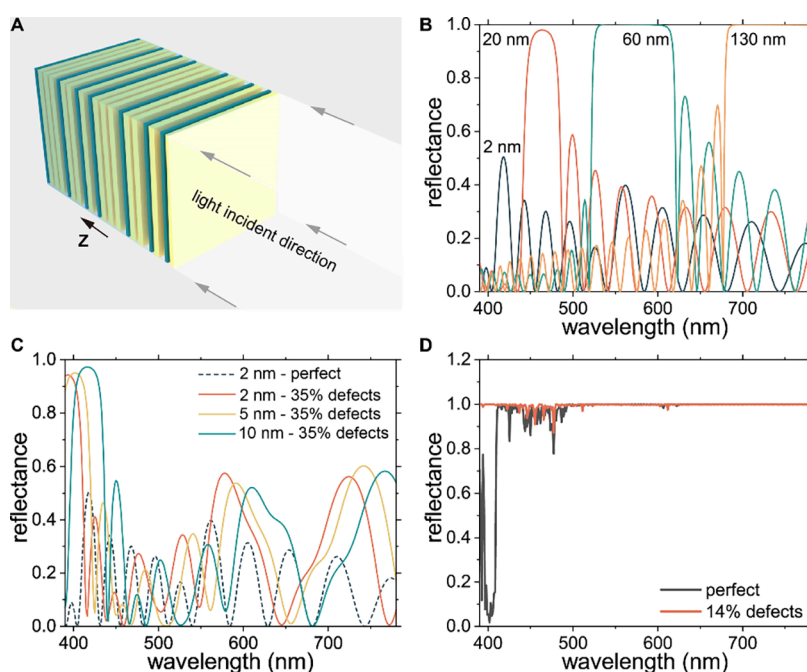 A
z
light incident direction
B
20 nm
60 nm
130 nm
2 nm
reflectance
1.0
0.8
0.6
0.4
0.2
0.0
400 500 600 700
wavelength (nm)
C
2 nm - perfect
2 nm - 35% defects
5 nm - 35% defects
10 nm - 35% defects
reflectance
1.0
0.8
0.6
0.4
0.2
0.0
400 450 500 550 600 650 700 750
wavelength (nm)
D
reflectance
1.2
1.0
0.8
0.6
0.4
0.2
0.0
400 500 600 700
wavelength (nm)
perfect
14% defects